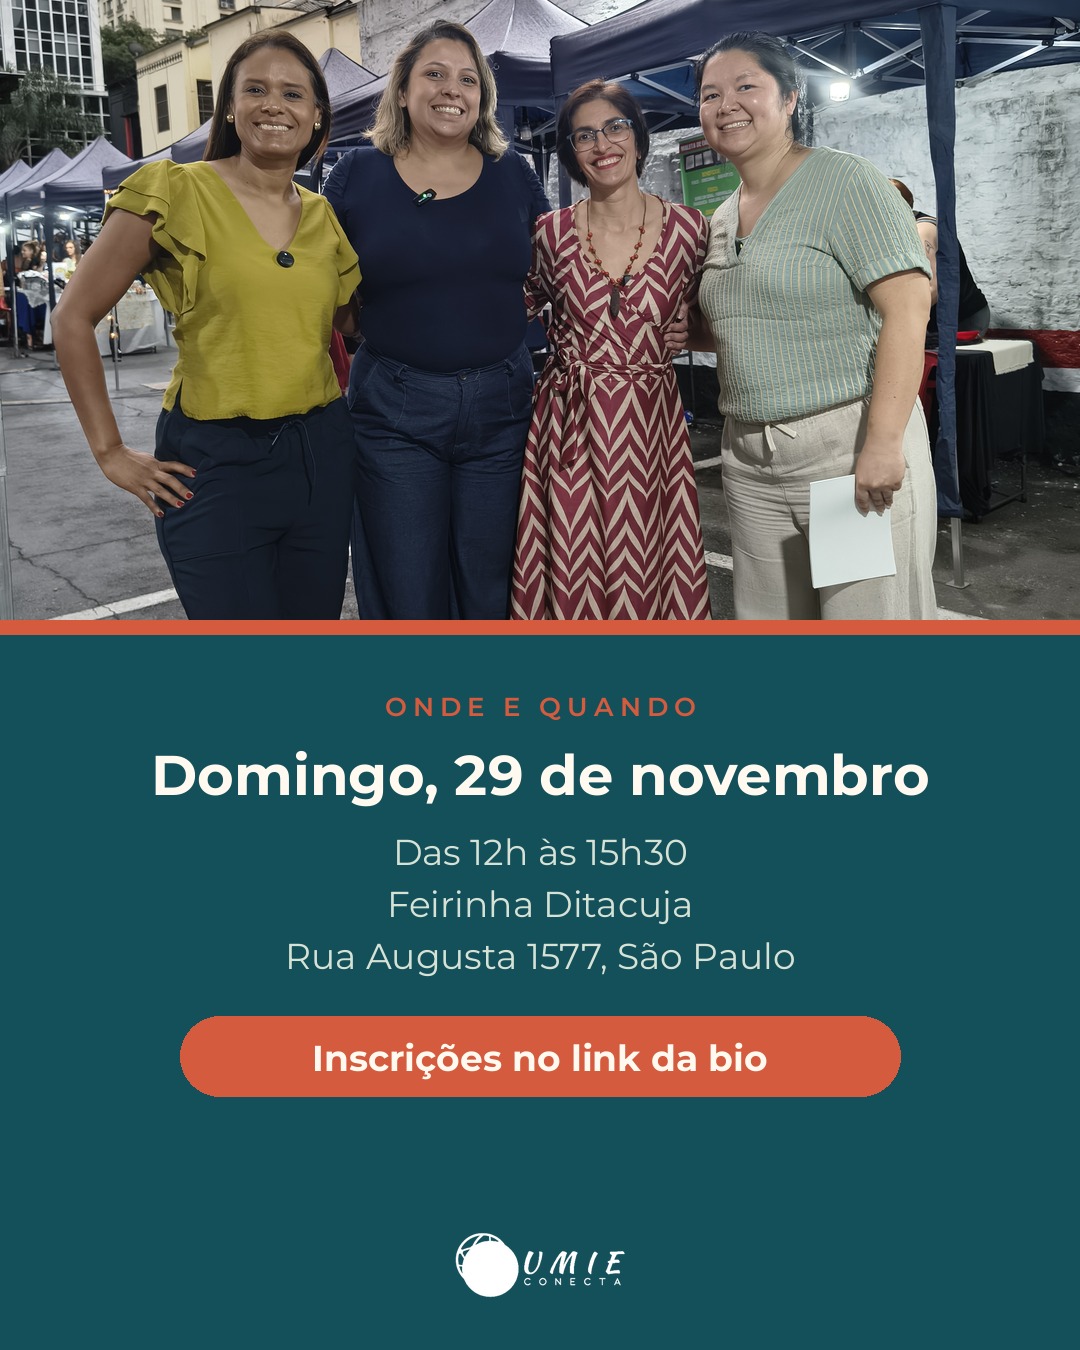 ONDE E QUANDO
Domingo, 29 de novembro
Das 12h às 15h30
Feirinha Ditacuja
Rua Augusta 1577, São Paulo
Inscrições no link da bio
UMIE
CONECTA